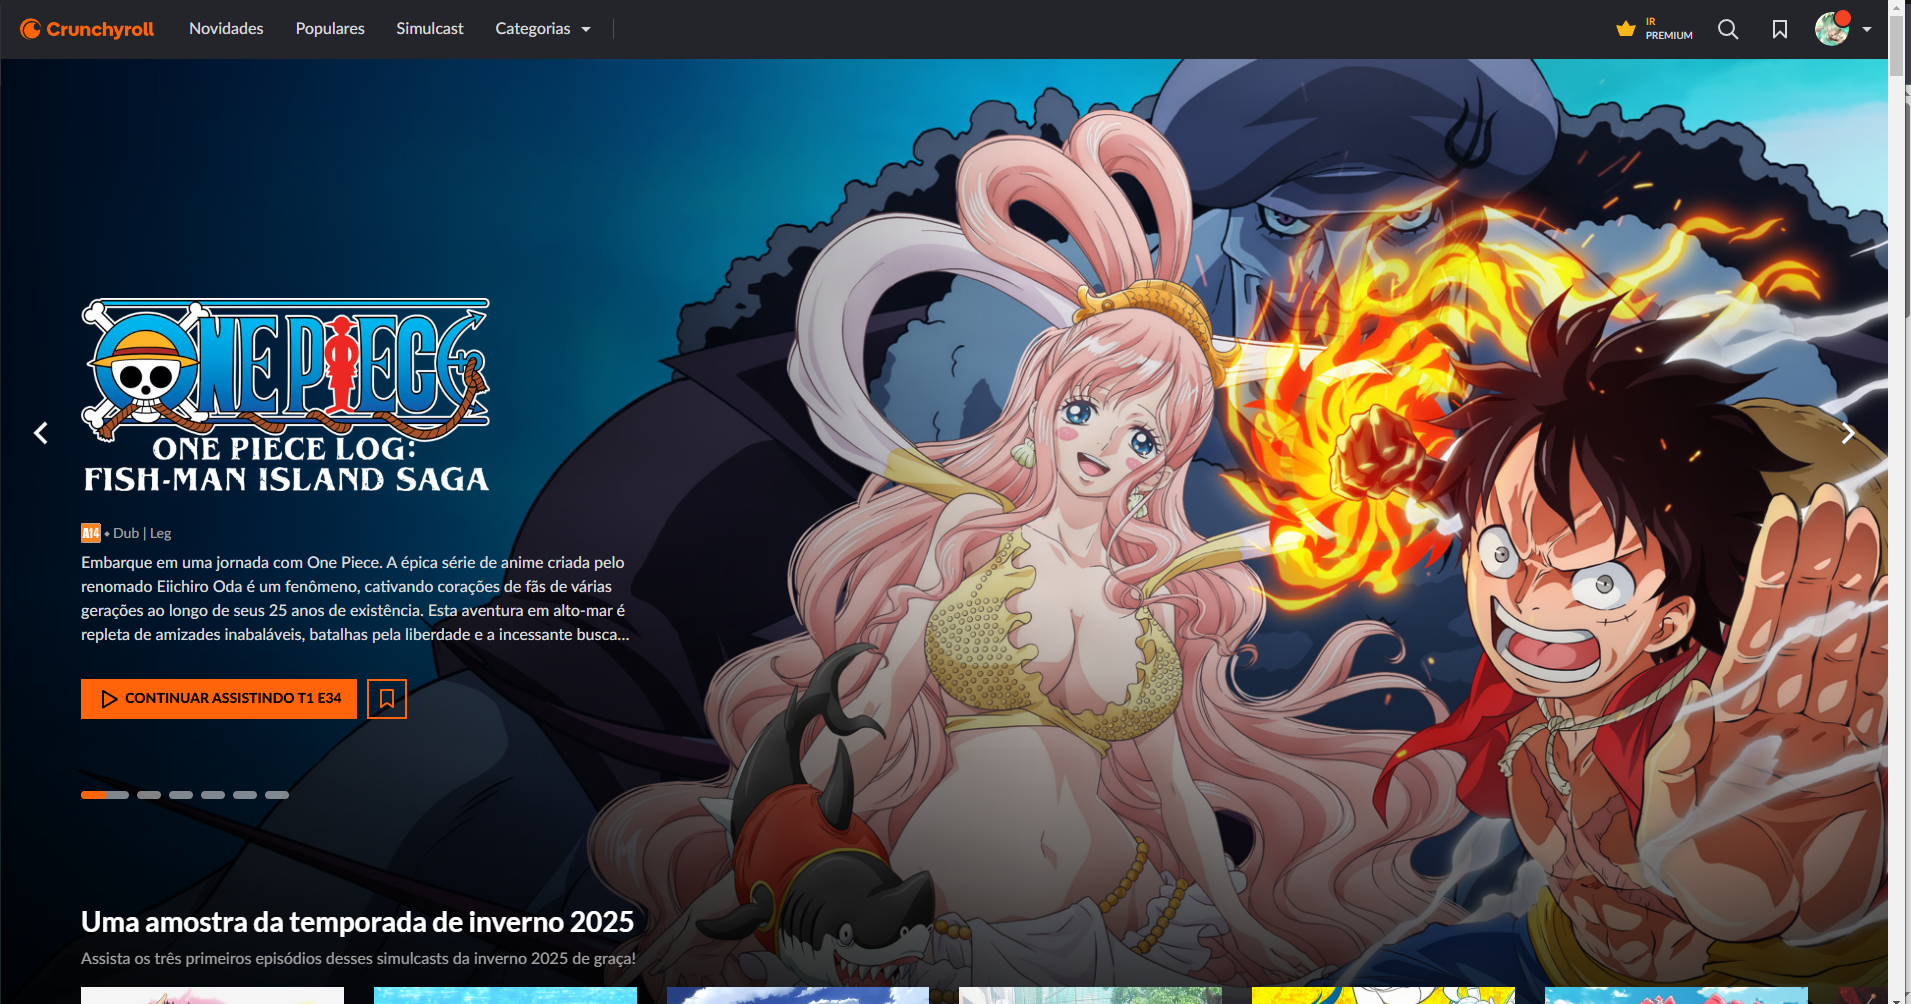 Crunchyroll
Novidades
Populares
Simulcast
Categorias
IR
PREMIUM
ONE PIECE
ONE PIECE LOG:
FISH-MAN ISLAND SAGA
A14 ♦ Dub | Leg
Embarque em uma jornada com One Piece. A épica série de anime criada pelo
renomado Eiichiro Oda é um fenômeno, cativando corações de fãs de várias
gerações ao longo de seus 25 anos de existência. Esta aventura em alto-mar é
repleta de amizades inabaláveis, batalhas pela liberdade e a incessante busca...
CONTINUAR ASSISTINDO T1 E34
Uma amostra da temporada de inverno 2025
Assista os três primeiros episódios desses simulcasts da inverno 2025 de graça!